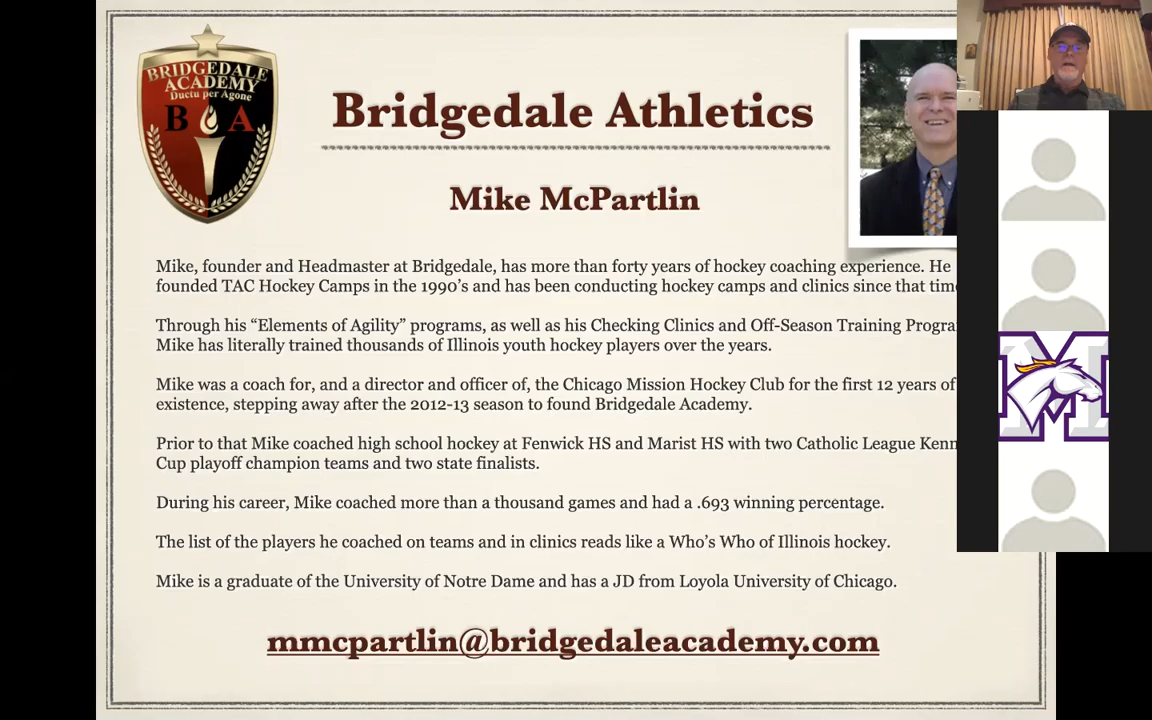 BRIDGEDALE
ACADEMY
Ductu per Agone
B A
Bridgedale Athletics
Mike McPartlin
Mike, founder and Headmaster at Bridgedale, has more than forty years of hockey coaching experience. He
founded TAC Hockey Camps in the 1990’s and has been conducting hockey camps and clinics since that
Through his “Elements of Agility” programs, as well as his Checking Clinics and Off-Season Training
Mike has literally trained thousands of Illinois youth hockey players over the years.
Mike was a coach for, and a director and officer of, the Chicago Mission Hockey Club for the first 12 years of
existence, stepping away after the 2012-13 season to found Bridgedale Academy.
Prior to that Mike coached high school hockey at Fenwick HS and Marist HS with two Catholic League
Cup playoff champion teams and two state finalists.
During his career, Mike coached more than a thousand games and had a .693 winning percentage.
The list of the players he coached on teams and in clinics reads like a Who’s Who of Illinois hockey.
Mike is a graduate of the University of Notre Dame and has a JD from Loyola University of Chicago.
mmcpartlin@bridgedaleacademy.com
M